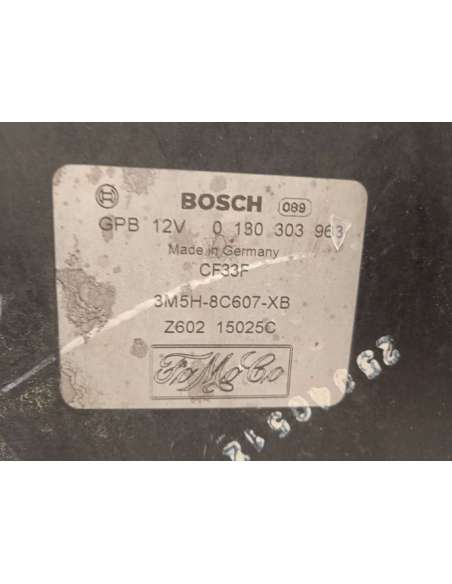 BOSCH 089
GPB 12V 0 130 303 963
Made in Germany
CF33F
3M5H-8C607-XB
Z602 15025C
FoMoCo